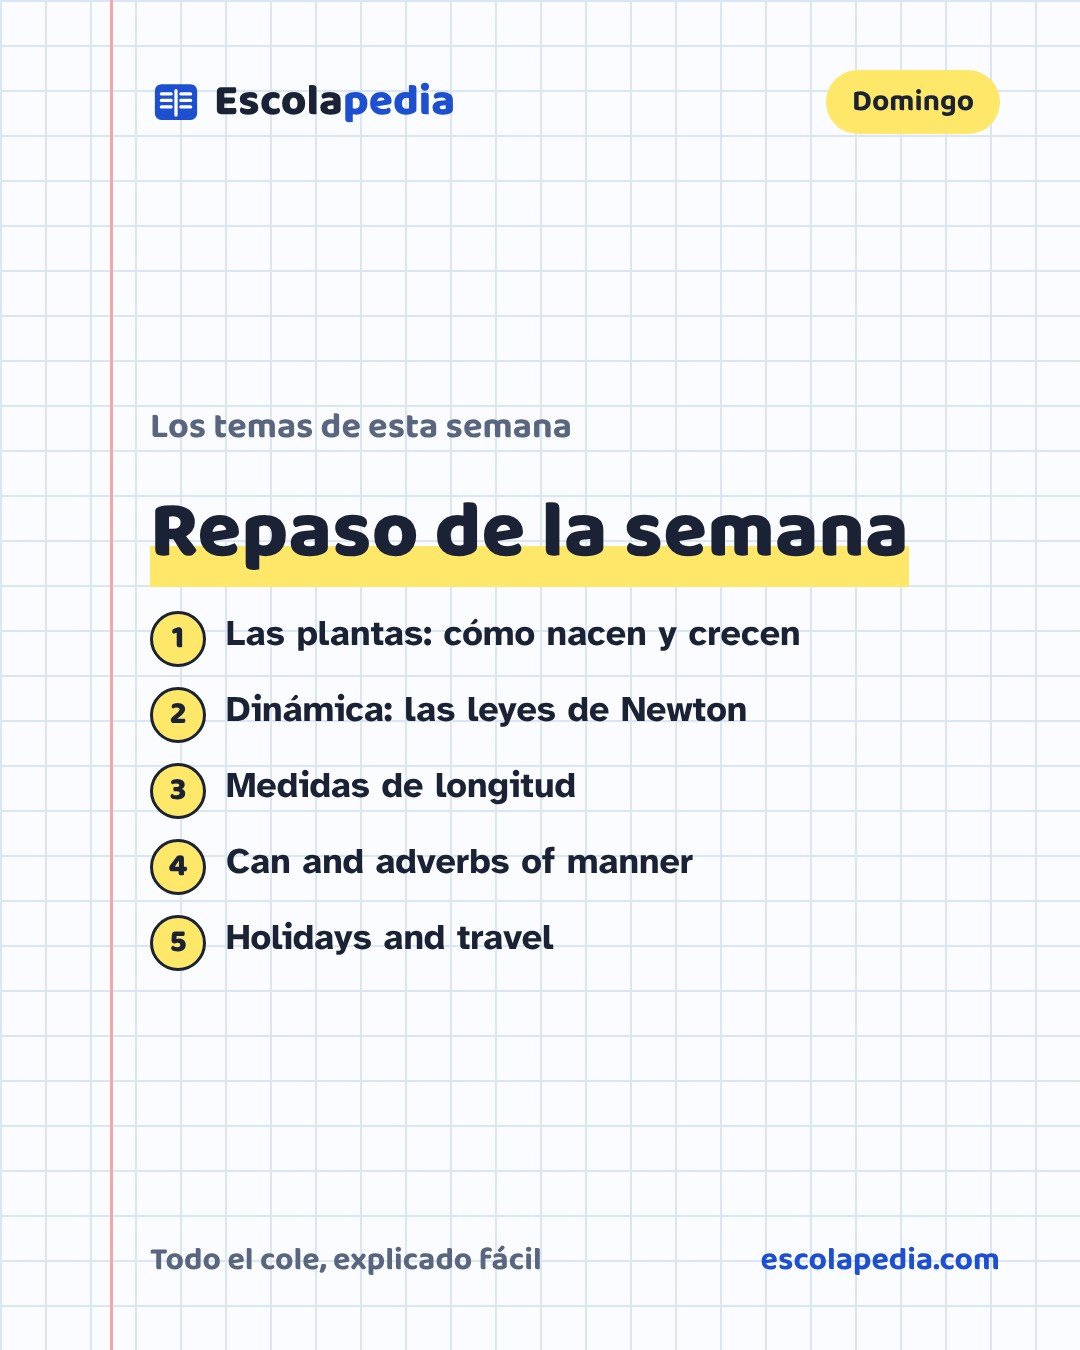 Escolapedia
Domingo
Los temas de esta semana
Repaso de la semana
1 Las plantas: cómo nacen y crecen
2 Dinámica: las leyes de Newton
3 Medidas de longitud
4 Can and adverbs of manner
5 Holidays and travel
Todo el cole, explicado fácil
escolapedia.com